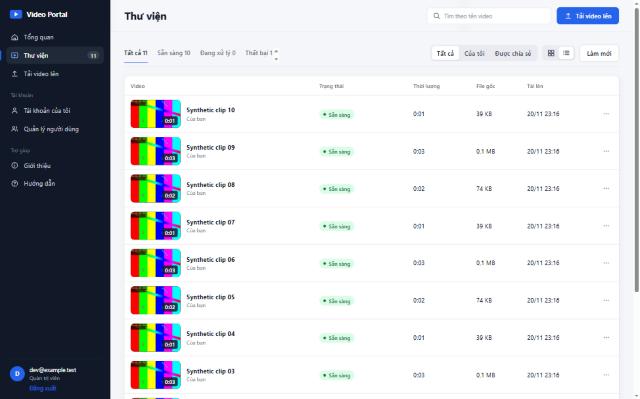 Video Portal
Tổng quan
Thư viện 11
Tải video lên
Tài khoản
Tài khoản của tôi
Quản lý người dùng
Trợ giúp
Giới thiệu
Hướng dẫn
D
dev@example.test
Quản trị viên
Đăng xuất
Thư viện
Tìm theo tên video
Tải video lên
Tất cả 11 Sẵn sàng 10 Đang xử lý 0 Thất bại 1
Tất cả Của tôi Được chia sẻ
Làm mới
Video Trạng thái Thời lượng File gốc Tải lên
0:01 Synthetic clip 10 Của bạn Sẵn sàng 0:01 39 KB 20/11 23:16
0:03 Synthetic clip 09 Của bạn Sẵn sàng 0:03 0.1 MB 20/11 23:16
0:02 Synthetic clip 08 Của bạn Sẵn sàng 0:02 74 KB 20/11 23:16
0:01 Synthetic clip 07 Của bạn Sẵn sàng 0:01 39 KB 20/11 23:16
0:03 Synthetic clip 06 Của bạn Sẵn sàng 0:03 0.1 MB 20/11 23:16
0:02 Synthetic clip 05 Của bạn Sẵn sàng 0:02 74 KB 20/11 23:16
0:01 Synthetic clip 04 Của bạn Sẵn sàng 0:01 39 KB 20/11 23:16
0:03 Synthetic clip 03 Của bạn Sẵn sàng 0:03 0.1 MB 20/11 23:16